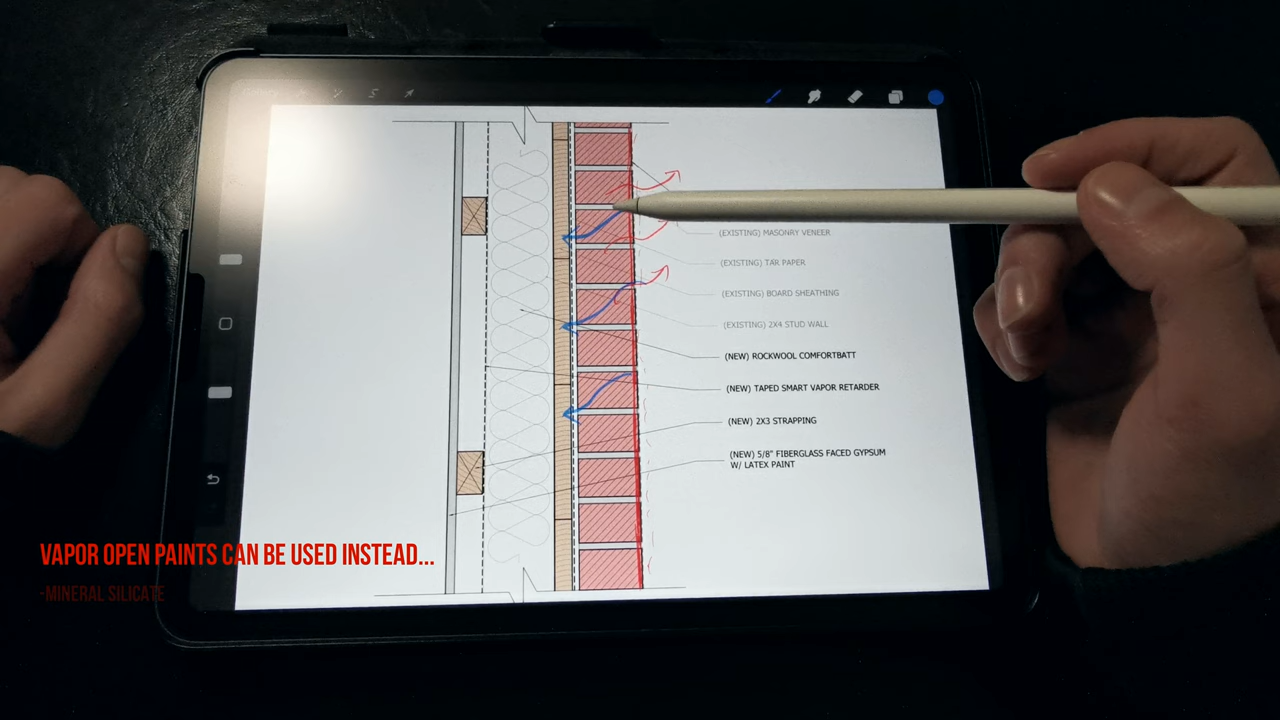 (EXISTING) MASONRY VENEER
(EXISTING) TAR PAPER
(EXISTING) BOARD SHEATHING
(EXISTING) 2X4 STUD WALL
(NEW) ROCKWOOL COMFORTBATT
(NEW) TAPED SMART VAPOR RETARDER
(NEW) 2X3 STRAPPING
(NEW) 5/8" FIBERGLASS FACED GYPSUM
W/ LATEX PAINT
VAPOR OPEN PAINTS CAN BE USED INSTEAD...
-MINERAL SILICATE